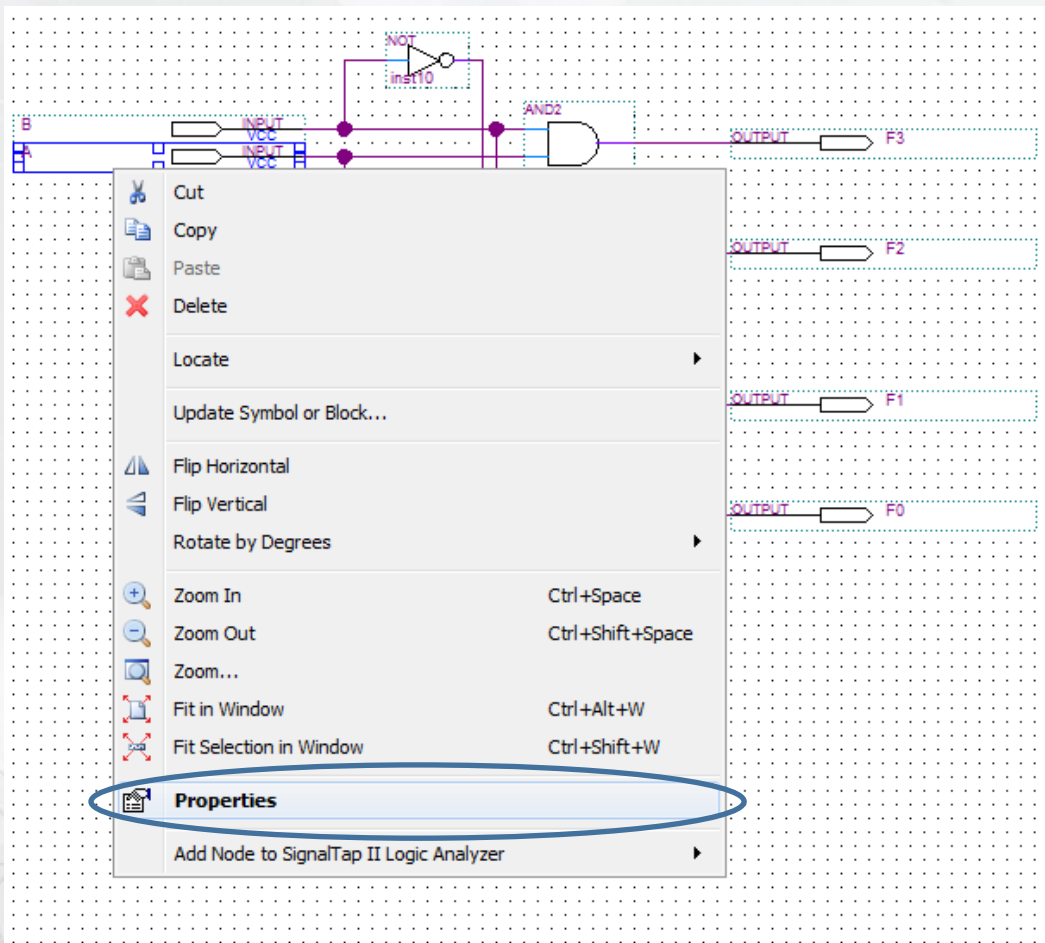 NOT
inst10
B
INPUT
VCC
AND2
OUTPUT
F3
A
INPUT
VCC
Cut
Copy
Paste
Delete
Locate
Update Symbol or Block...
Flip Horizontal
Flip Vertical
Rotate by Degrees
Zoom In Ctrl+Space
Zoom Out Ctrl+Shift+Space
Zoom...
Fit in Window Ctrl+Alt+W
Fit Selection in Window Ctrl+Shift+W
Properties
Add Node to SignalTap II Logic Analyzer
OUTPUT
F2
OUTPUT
F1
OUTPUT
F0